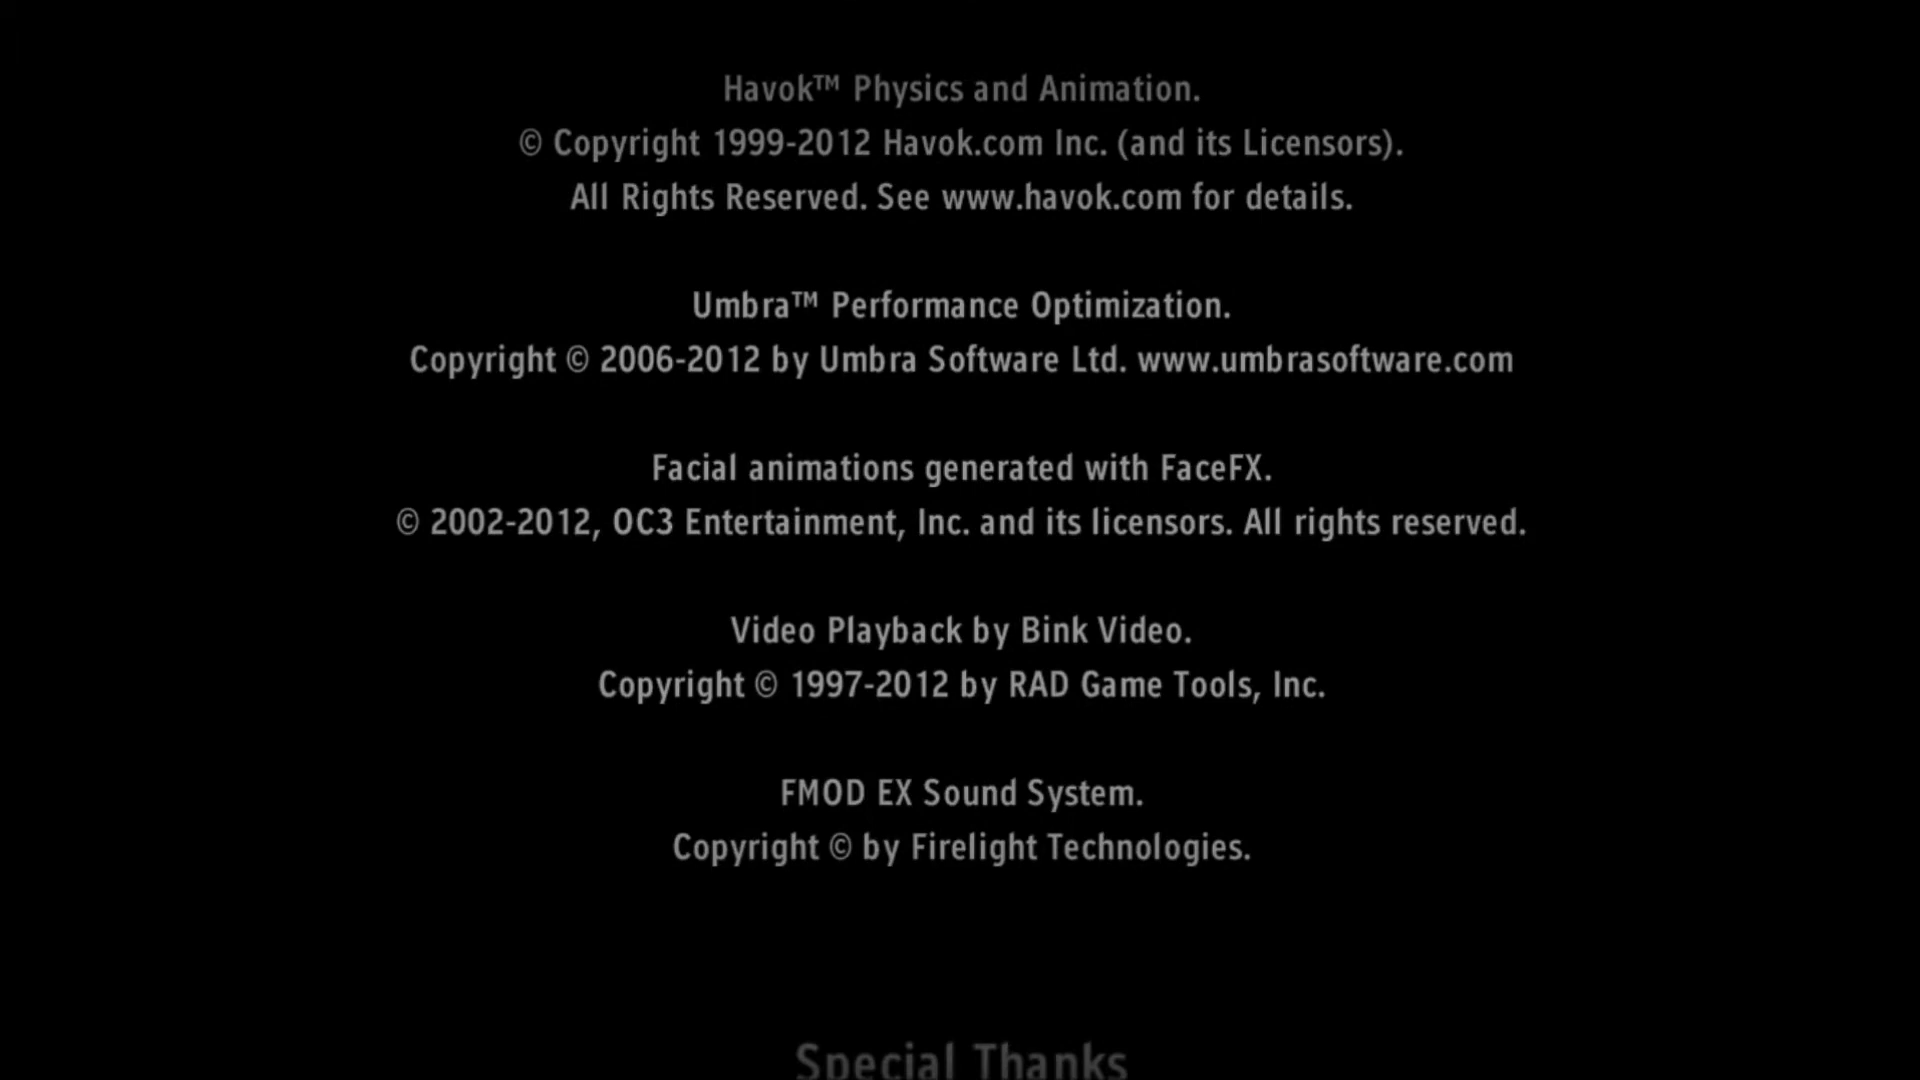 Havok™ Physics and Animation.
© Copyright 1999-2012 Havok.com Inc. (and its Licensors).
All Rights Reserved. See www.havok.com for details.
Umbra™ Performance Optimization.
Copyright © 2006-2012 by Umbra Software Ltd. www.umbrasoftware.com
Facial animations generated with FaceFX.
© 2002-2012, OC3 Entertainment, Inc. and its licensors. All rights reserved.
Video Playback by Bink Video.
Copyright © 1997-2012 by RAD Game Tools, Inc.
FMOD EX Sound System.
Copyright © by Firelight Technologies.
Special Thanks